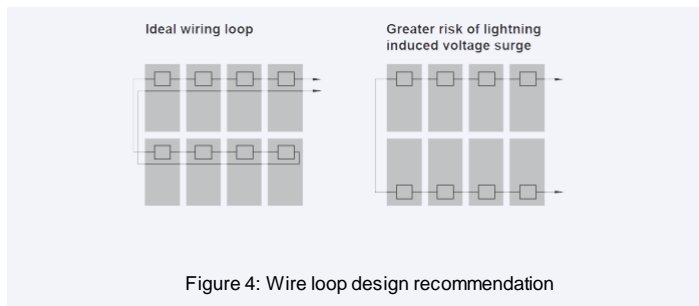 Ideal wiring loop
Greater risk of lightning
induced voltage surge
Figure 4: Wire loop design recommendation